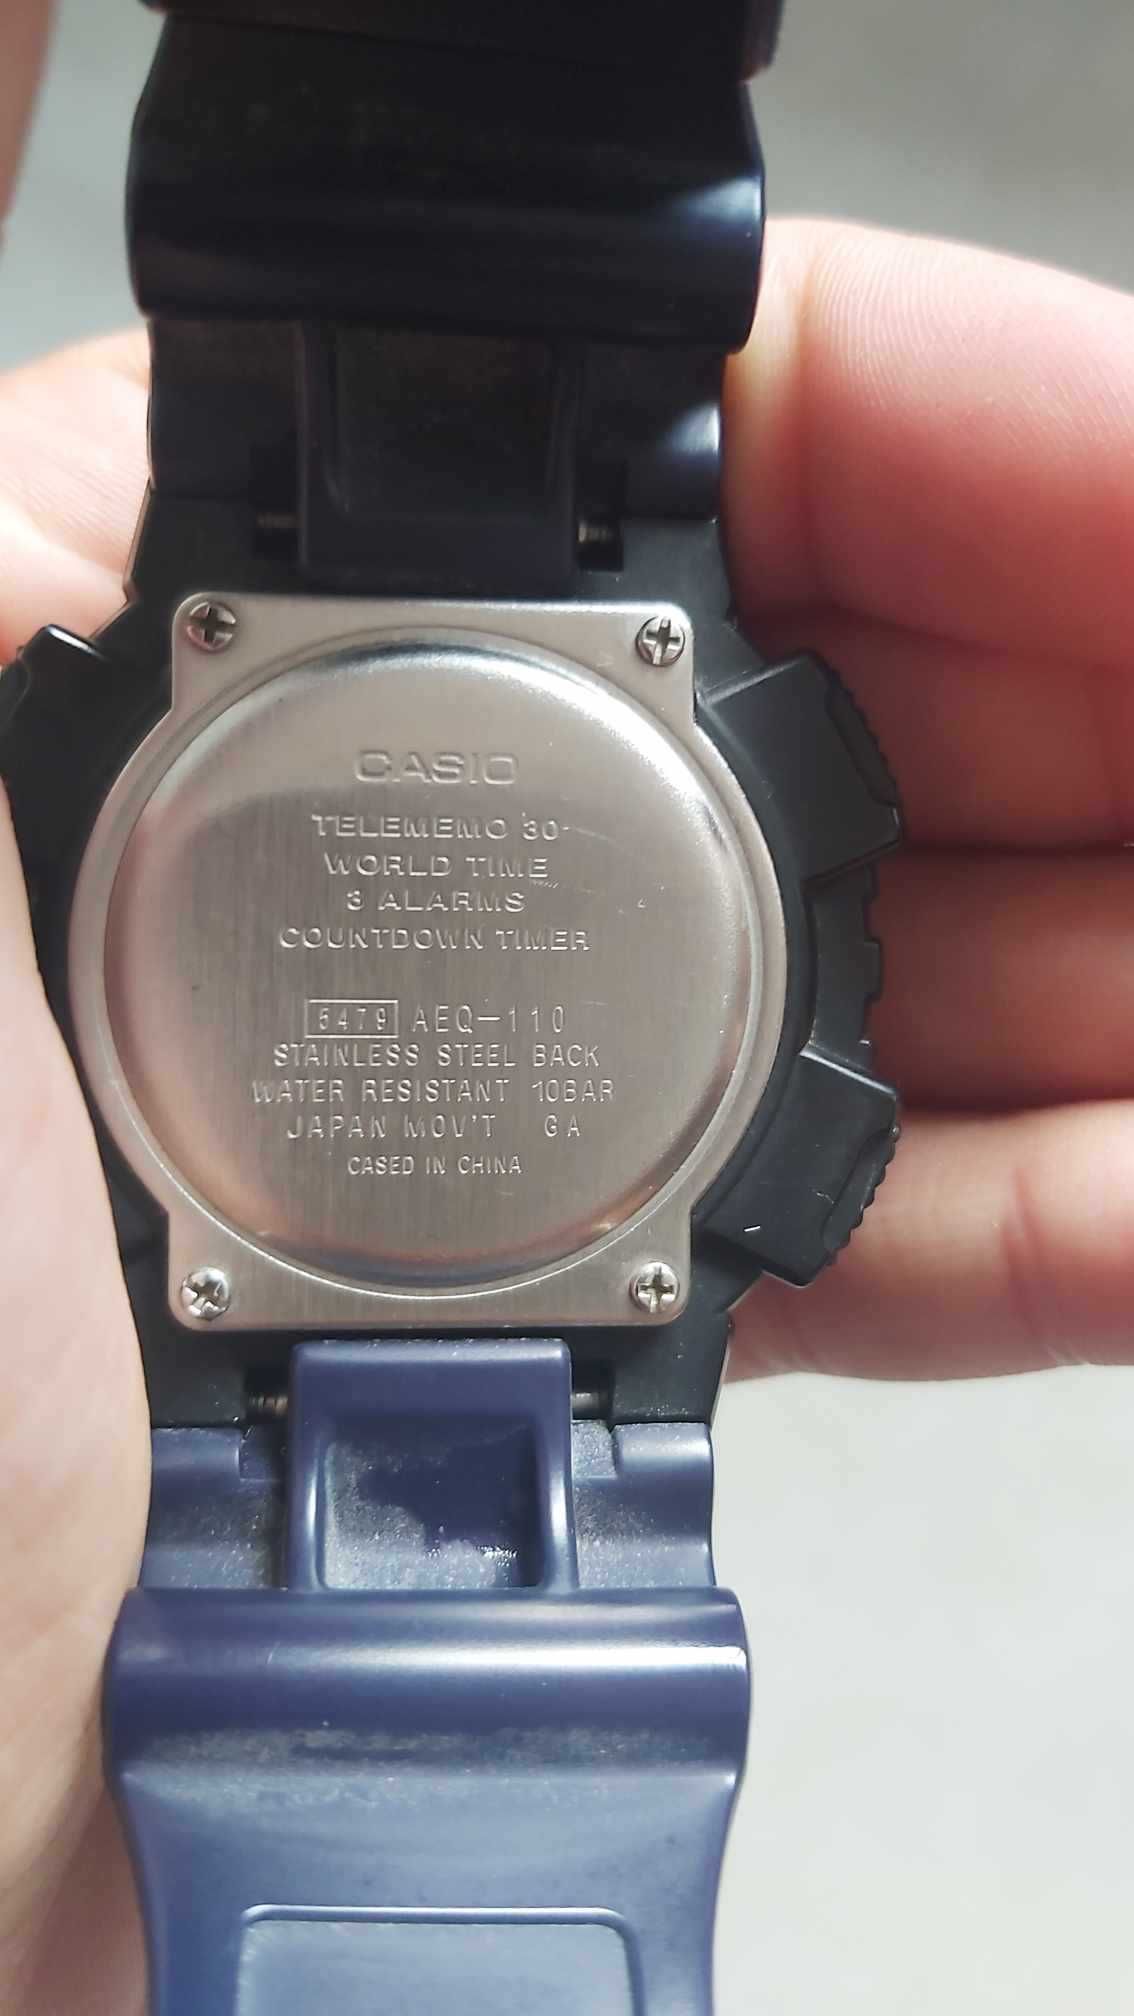 CASIO
TELEMEMO 30
WORLD TIME
3 ALARMS
COUNTDOWN TIMER
5479 AEQ-110
STAINLESS STEEL BACK
WATER RESISTANT 10BAR
JAPAN MOV'T GA
CASED IN CHINA